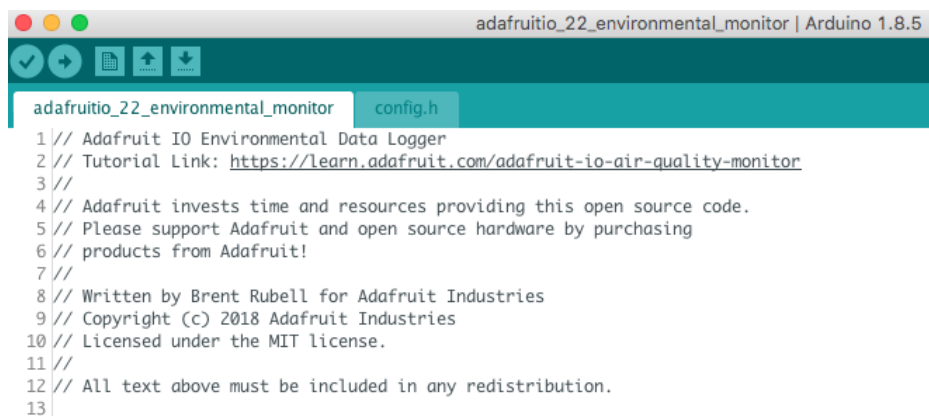 adafruitio_22_environmental_monitor | Arduino 1.8.5
adafruitio_22_environmental_monitor config.h
1 // Adafruit IO Environmental Data Logger
2 // Tutorial Link: https://learn.adafruit.com/adafruit-io-air-quality-monitor
3 //
4 // Adafruit invests time and resources providing this open source code.
5 // Please support Adafruit and open source hardware by purchasing
6 // products from Adafruit!
7 //
8 // Written by Brent Rubell for Adafruit Industries
9 // Copyright (c) 2018 Adafruit Industries
10 // Licensed under the MIT license.
11 //
12 // All text above must be included in any redistribution.
13